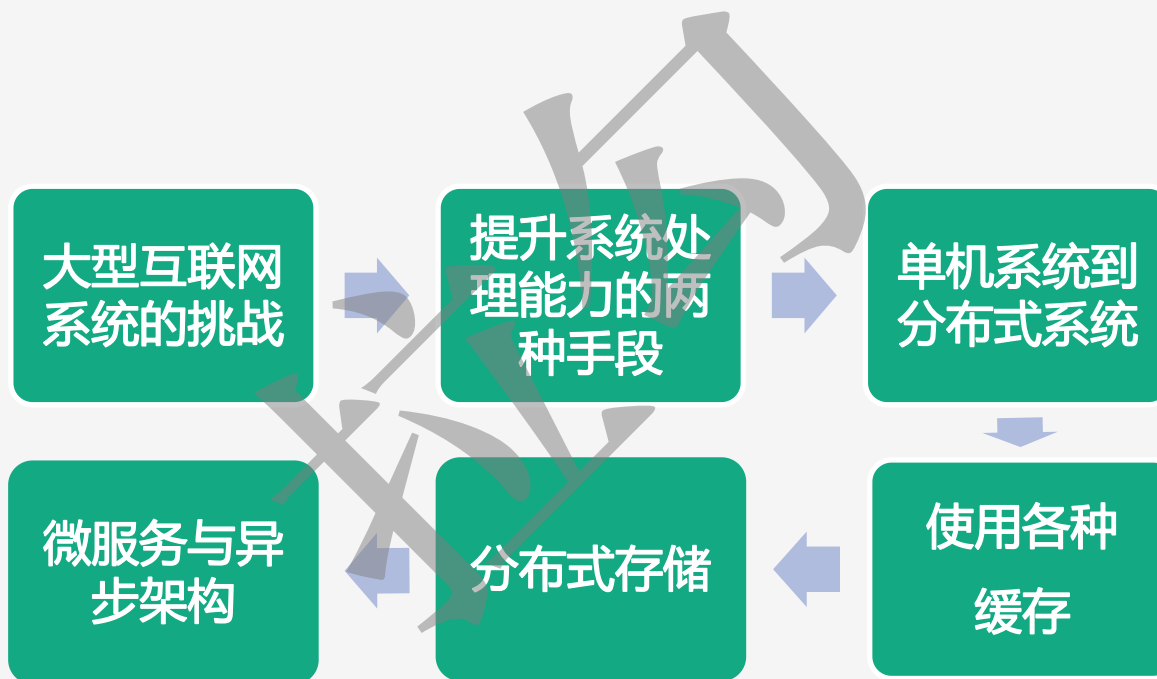 大型互联网
系统的挑战
提升系统处
理能力的两
种手段
单机系统到
分布式系统
使用各种
缓存
分布式存储
微服务与异
步架构
拉勾